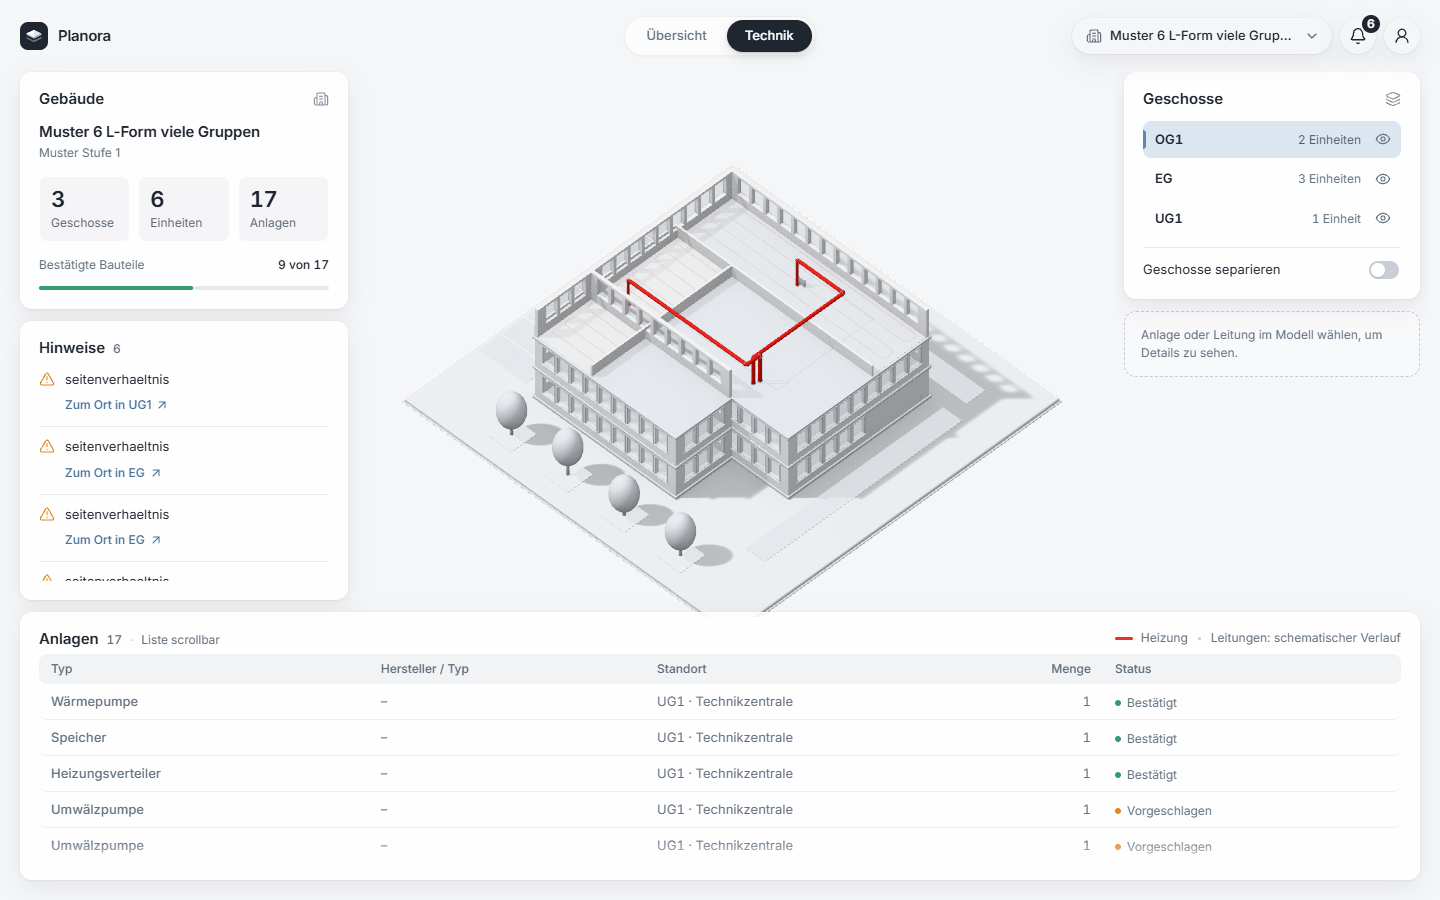 Planora
Übersicht
Technik
Muster 6 L-Form viele Grup...
6
Gebäude
Muster 6 L-Form viele Gruppen
Muster Stufe 1
3
Geschosse
6
Einheiten
17
Anlagen
Bestätigte Bauteile
9 von 17
Hinweise 6
seitenverhaeltnis
Zum Ort in UG1
seitenverhaeltnis
Zum Ort in EG
seitenverhaeltnis
Zum Ort in EG
seitenverhaeltnis
Geschosse
OG1 2 Einheiten
EG 3 Einheiten
UG1 1 Einheit
Geschosse separieren
Anlage oder Leitung im Modell wählen, um
Details zu sehen.
Anlagen 17 · Liste scrollbar
Heizung · Leitungen: schematischer Verlauf
Typ Hersteller / Typ Standort Menge Status
Wärmepumpe – UG1 · Technikzentrale 1 Bestätigt
Speicher – UG1 · Technikzentrale 1 Bestätigt
Heizungsverteiler – UG1 · Technikzentrale 1 Bestätigt
Umwälzpumpe – UG1 · Technikzentrale 1 Vorgeschlagen
Umwälzpumpe – UG1 · Technikzentrale 1 Vorgeschlagen